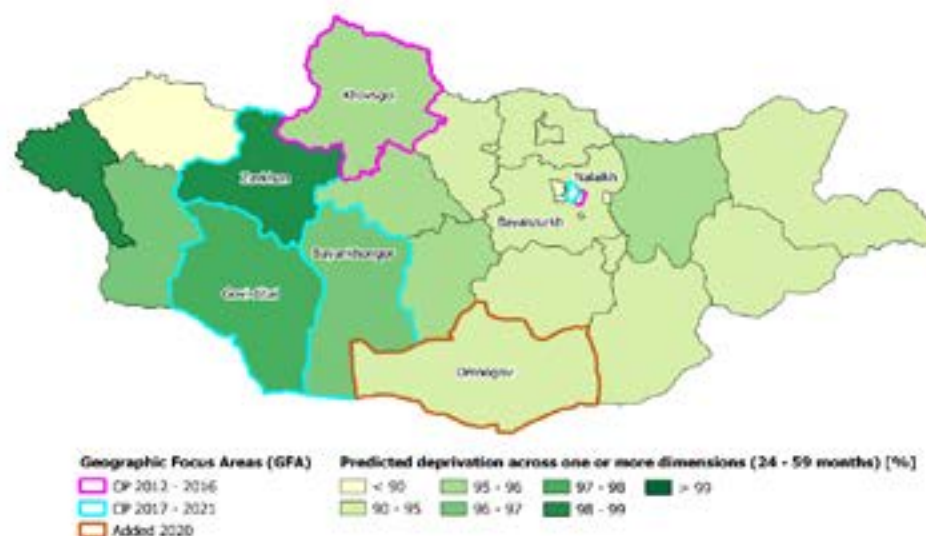 Khovsgol
Zavkhan
Nalaikh
Bayanzurkh
Bayankhongor
Govi-Altai
Omnogovi
Geographic Focus Areas (GFA)
CP 2012 - 2016
CP 2017 - 2021
Added 2020
Predicted deprivation across one or more dimensions (24 - 59 months) [%]
< 90
90 - 95
95 - 96
96 - 97
97 - 98
98 - 99
> 99